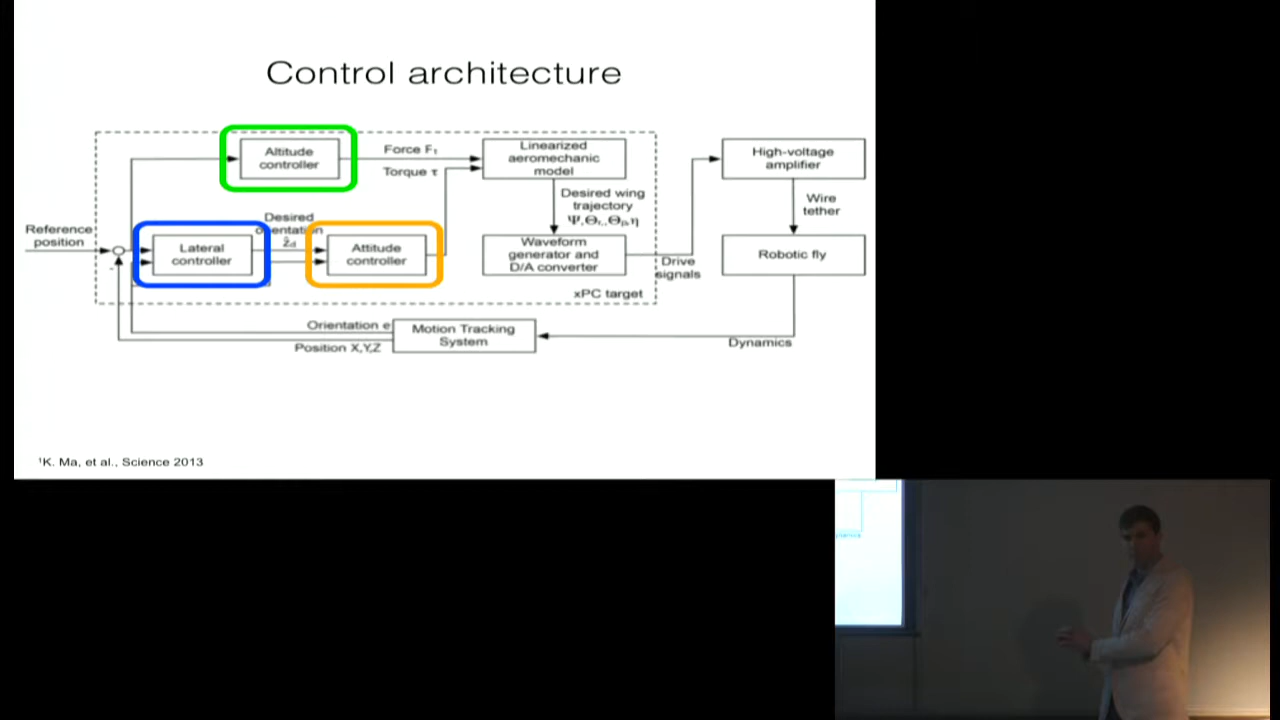 Control architecture
Altitude
controller
Force F₁
Torque τ
Linearized
aeromechanic
model
High-voltage
amplifier
Desired wing
trajectory
Wire
tether
Reference
position
Desired
orientation
Lateral
controller
Attitude
controller
Waveform
generator and
D/A converter
Robotic fly
Drive
signals
xPC target
Orientation e
Position X,Y,Z
Motion Tracking
System
Dynamics
¹K. Ma, et al., Science 2013